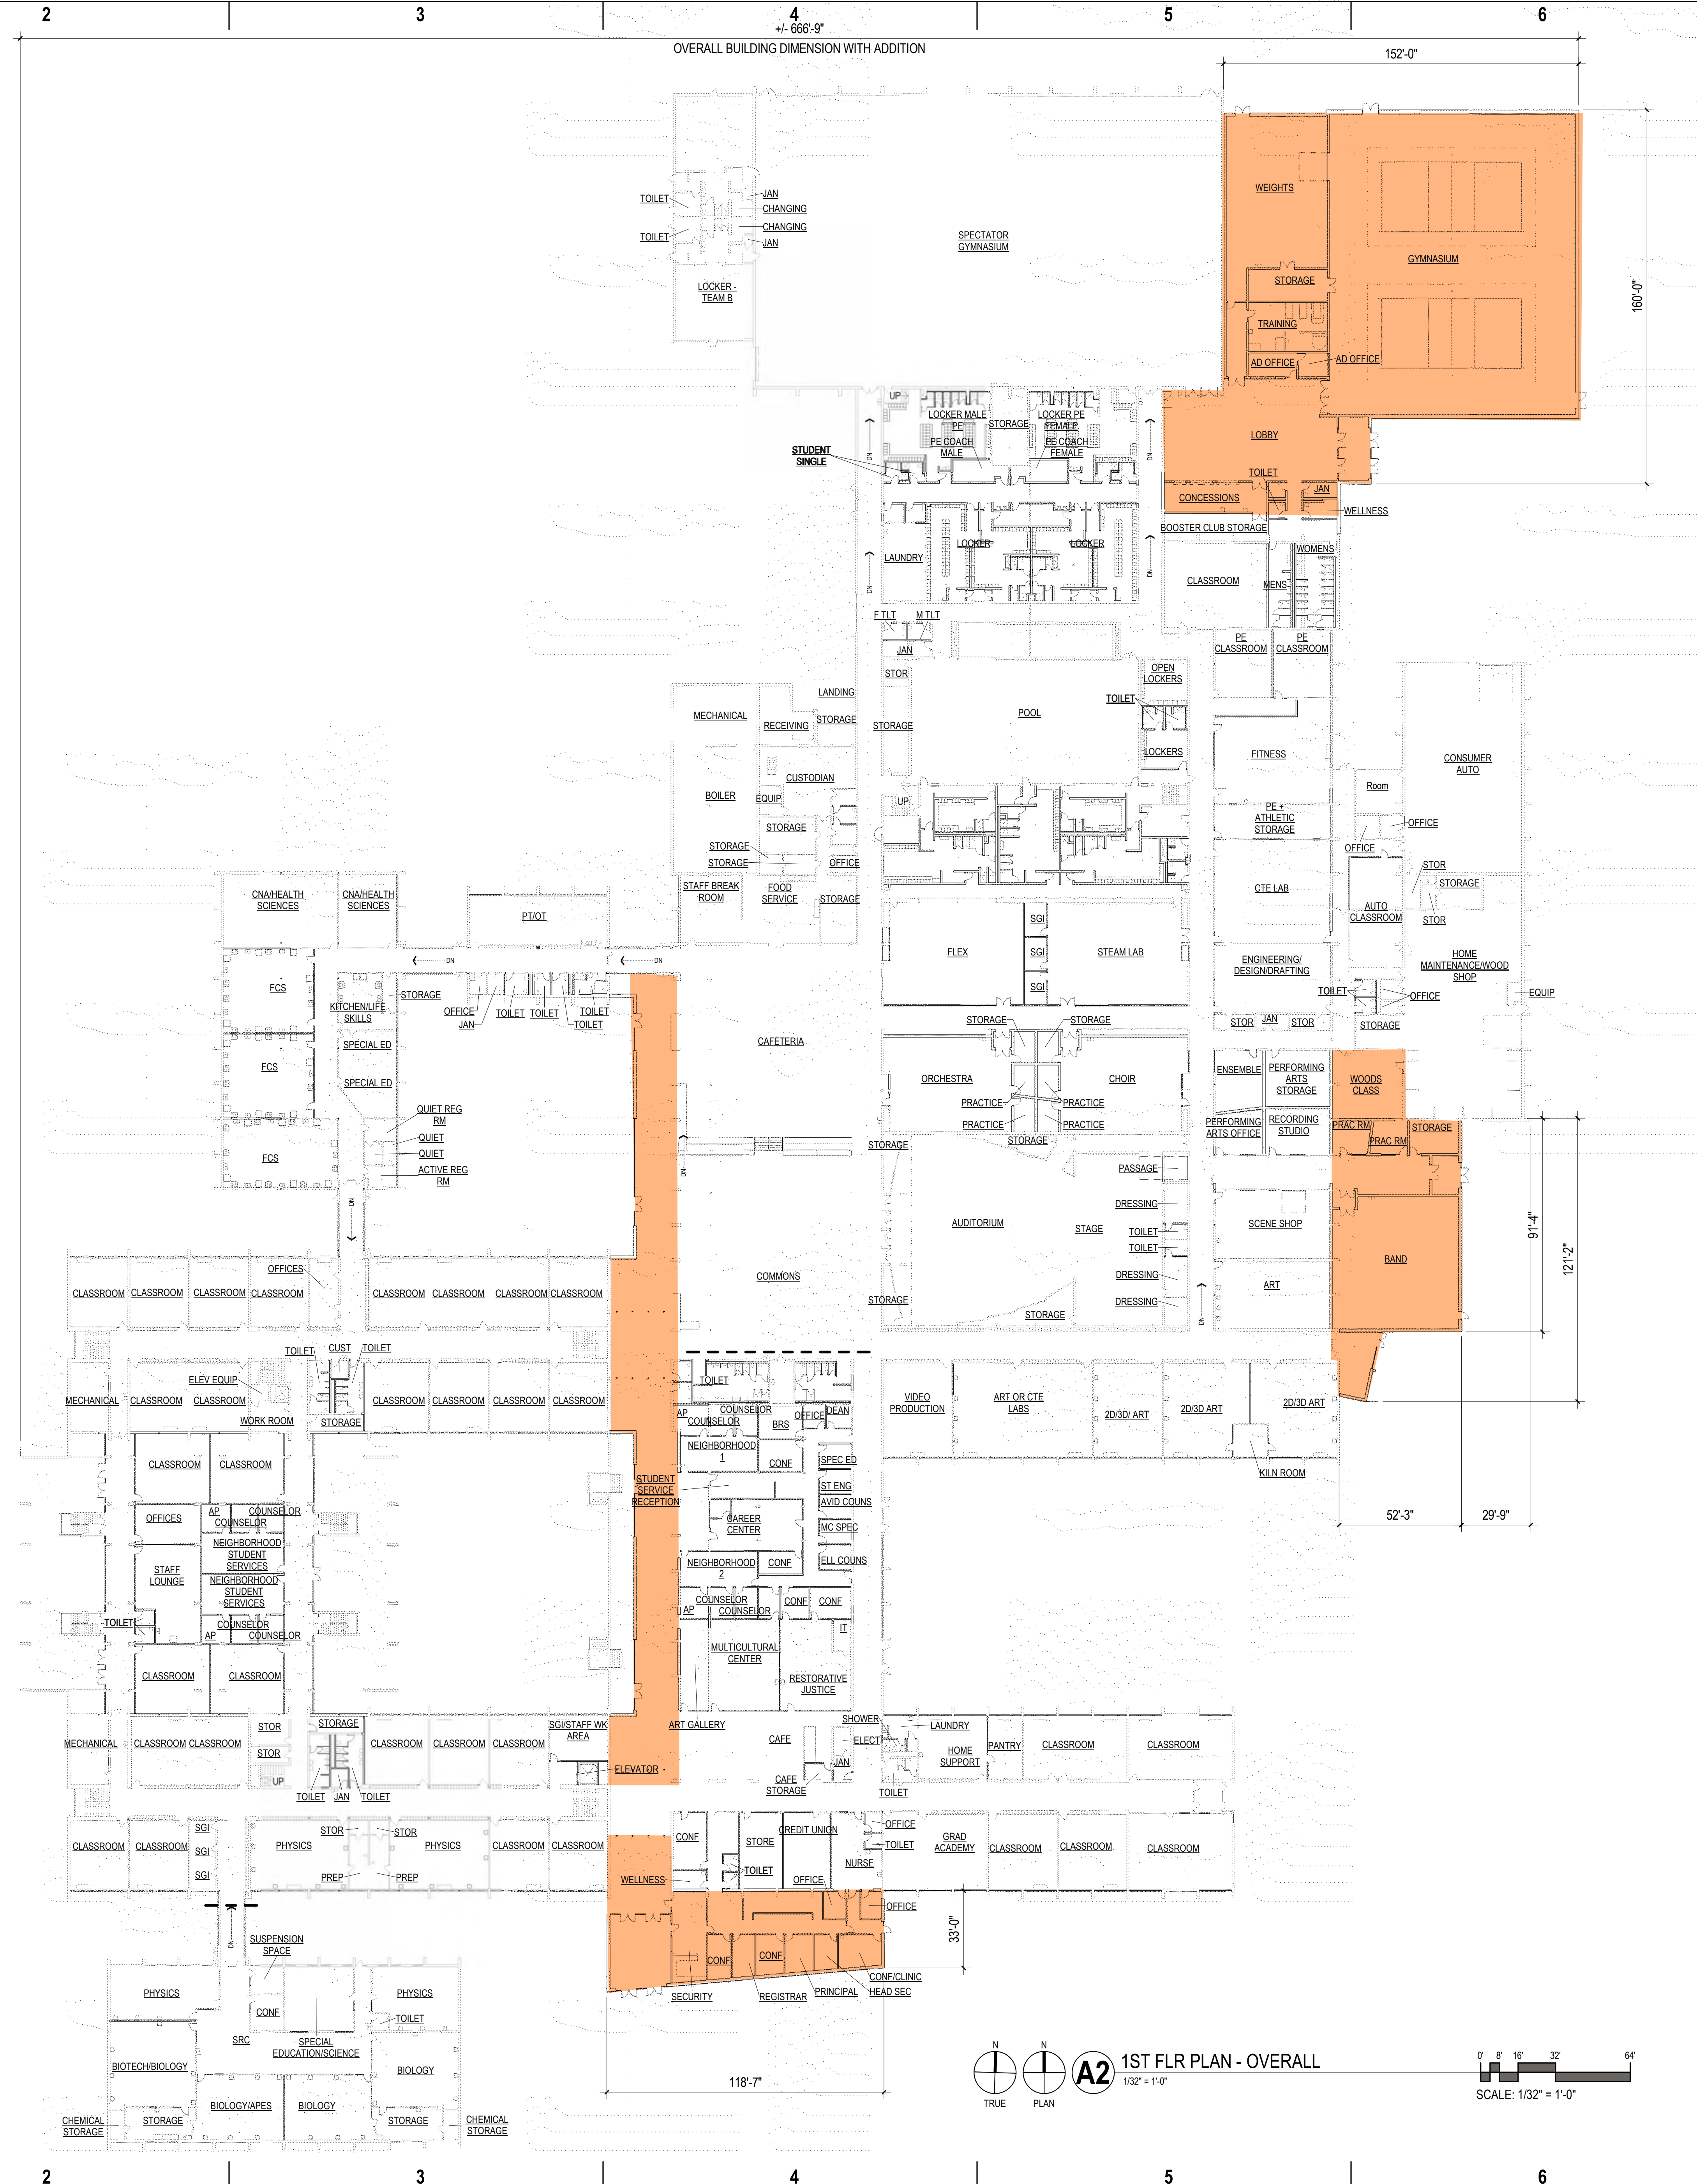 2 3 4 5 6
+/- 666'-9"
OVERALL BUILDING DIMENSION WITH ADDITION
152'-0"
WEIGHTS
TOILET
JAN
CHANGING
CHANGING
TOILET
JAN
SPECTATOR
GYMNASIUM
GYMNASIUM
LOCKER -
TEAM B
STORAGE
160'-0"
TRAINING
AD OFFICE
AD OFFICE
UP
LOCKER MALE
PE
STORAGE
LOCKER PE
FEMALE
PE COACH
MALE
PE COACH
FEMALE
DN
DN
LOBBY
STUDENT
SINGLE
TOILET
JAN
CONCESSIONS
WELLNESS
BOOSTER CLUB STORAGE
LAUNDRY
LOCKER
LOCKER
DN
DN
WOMENS
CLASSROOM
MENS
F TLT
M TLT
JAN
PE
CLASSROOM
PE
CLASSROOM
STOR
OPEN
LOCKERS
LANDING
MECHANICAL
RECEIVING
STORAGE
STORAGE
POOL
TOILET
LOCKERS
FITNESS
CONSUMER
AUTO
CUSTODIAN
BOILER
EQUIP
UP
Room
PE +
ATHLETIC
STORAGE
OFFICE
STORAGE
STORAGE
STORAGE
OFFICE
OFFICE
STOR
STORAGE
STAFF BREAK
ROOM
FOOD
SERVICE
STORAGE
CTE LAB
AUTO
CLASSROOM
STOR
CNA/HEALTH
SCIENCES
CNA/HEALTH
SCIENCES
PT/OT
SGI
FLEX
SGI
STEAM LAB
SGI
DN
DN
ENGINEERING/
DESIGN/DRAFTING
HOME
MAINTENANCE/WOOD
SHOP
FCS
STORAGE
KITCHEN/LIFE
SKILLS
OFFICE
JAN
TOILET
TOILET
TOILET
TOILET
TOILET
OFFICE
EQUIP
STOR
JAN
STOR
STORAGE
STORAGE
STORAGE
SPECIAL ED
CAFETERIA
FCS
SPECIAL ED
ORCHESTRA
CHOIR
ENSEMBLE
PERFORMING
ARTS
STORAGE
WOODS
CLASS
PRACTICE
PRACTICE
PRACTICE
PRACTICE
QUIET REG
RM
QUIET
QUIET
ACTIVE REG
RM
FCS
PERFORMING
ARTS OFFICE
RECORDING
STUDIO
PRAC RM
PRAC RM
STORAGE
STORAGE
STORAGE
DN
PASSAGE
DN
DRESSING
AUDITORIUM
STAGE
TOILET
TOILET
SCENE SHOP
91'-4"
BAND
121'-2"
OFFICES
COMMONS
DRESSING
DRESSING
ART
CLASSROOM
CLASSROOM
CLASSROOM
CLASSROOM
CLASSROOM
CLASSROOM
CLASSROOM
CLASSROOM
STORAGE
STORAGE
DN
TOILET
CUST
TOILET
ELEV EQUIP
MECHANICAL
CLASSROOM
CLASSROOM
WORK ROOM
STORAGE
CLASSROOM
CLASSROOM
CLASSROOM
CLASSROOM
TOILET
AP
COUNSELOR
COUNSELOR
BRS
OFFICE
DEAN
VIDEO
PRODUCTION
ART OR CTE
LABS
2D/3D/ ART
2D/3D ART
2D/3D ART
NEIGHBORHOOD
1
CONF
SPEC ED
KILN ROOM
CLASSROOM
CLASSROOM
STUDENT
SERVICE
RECEPTION
ST ENG
AVID COUNS
OFFICES
AP
COUNSELOR
COUNSELOR
CAREER
CENTER
MC SPEC
52'-3"
29'-9"
NEIGHBORHOOD
STUDENT
SERVICES
STAFF
LOUNGE
NEIGHBORHOOD
STUDENT
SERVICES
NEIGHBORHOOD
2
CONF
ELL COUNS
COUNSELOR
COUNSELOR
AP
CONF
CONF
TOILET
COUNSELOR
AP
COUNSELOR
IT
MULTICULTURAL
CENTER
CLASSROOM
CLASSROOM
RESTORATIVE
JUSTICE
ART GALLERY
STOR
STORAGE
SGI/STAFF WK
AREA
SHOWER
LAUNDRY
MECHANICAL
CLASSROOM
CLASSROOM
STOR
UP
CLASSROOM
CLASSROOM
CLASSROOM
CAFE
ELECT
HOME
SUPPORT
PANTRY
CLASSROOM
CLASSROOM
ELEVATOR
JAN
CAFE
STORAGE
TOILET
TOILET
JAN
TOILET
SGI
SGI
SGI
CLASSROOM
CLASSROOM
PHYSICS
STOR
STOR
PHYSICS
PREP
PREP
CLASSROOM
CLASSROOM
CONF
STORE
CREDIT UNION
TOILET
OFFICE
TOILET
NURSE
GRAD
ACADEMY
CLASSROOM
CLASSROOM
CLASSROOM
WELLNESS
OFFICE
OFFICE
33'-0"
DN
SUSPENSION
SPACE
CONF
CONF
CONF/CLINIC
SECURITY
REGISTRAR
PRINCIPAL
HEAD SEC
PHYSICS
CONF
PHYSICS
TOILET
SRC
SPECIAL
EDUCATION/SCIENCE
BIOTECH/BIOLOGY
BIOLOGY
118'-7"
BIOLOGY/APES
BIOLOGY
CHEMICAL
STORAGE
STORAGE
STORAGE
CHEMICAL
STORAGE
N
TRUE
N
PLAN
A2
1ST FLR PLAN - OVERALL
1/32" = 1'-0"
0' 8' 16' 32' 64'
SCALE: 1/32" = 1'-0"
2 3 4 5 6